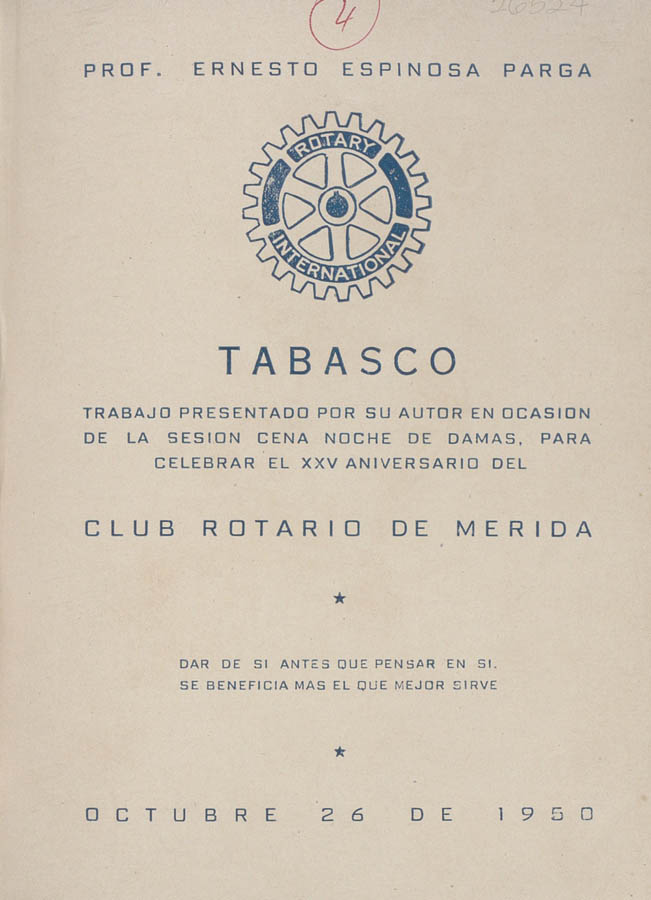 4
26524
PROF. ERNESTO ESPINOSA PARGA
ROTARY
INTERNATIONAL
TABASCO
TRABAJO PRESENTADO POR SU AUTOR EN OCASION
DE LA SESION CENA NOCHE DE DAMAS, PARA
CELEBRAR EL XXV ANIVERSARIO DEL
CLUB ROTARIO DE MERIDA
DAR DE SI ANTES QUE PENSAR EN SI.
SE BENEFICIA MAS EL QUE MEJOR SIRVE
OCTUBRE 26 DE 1950